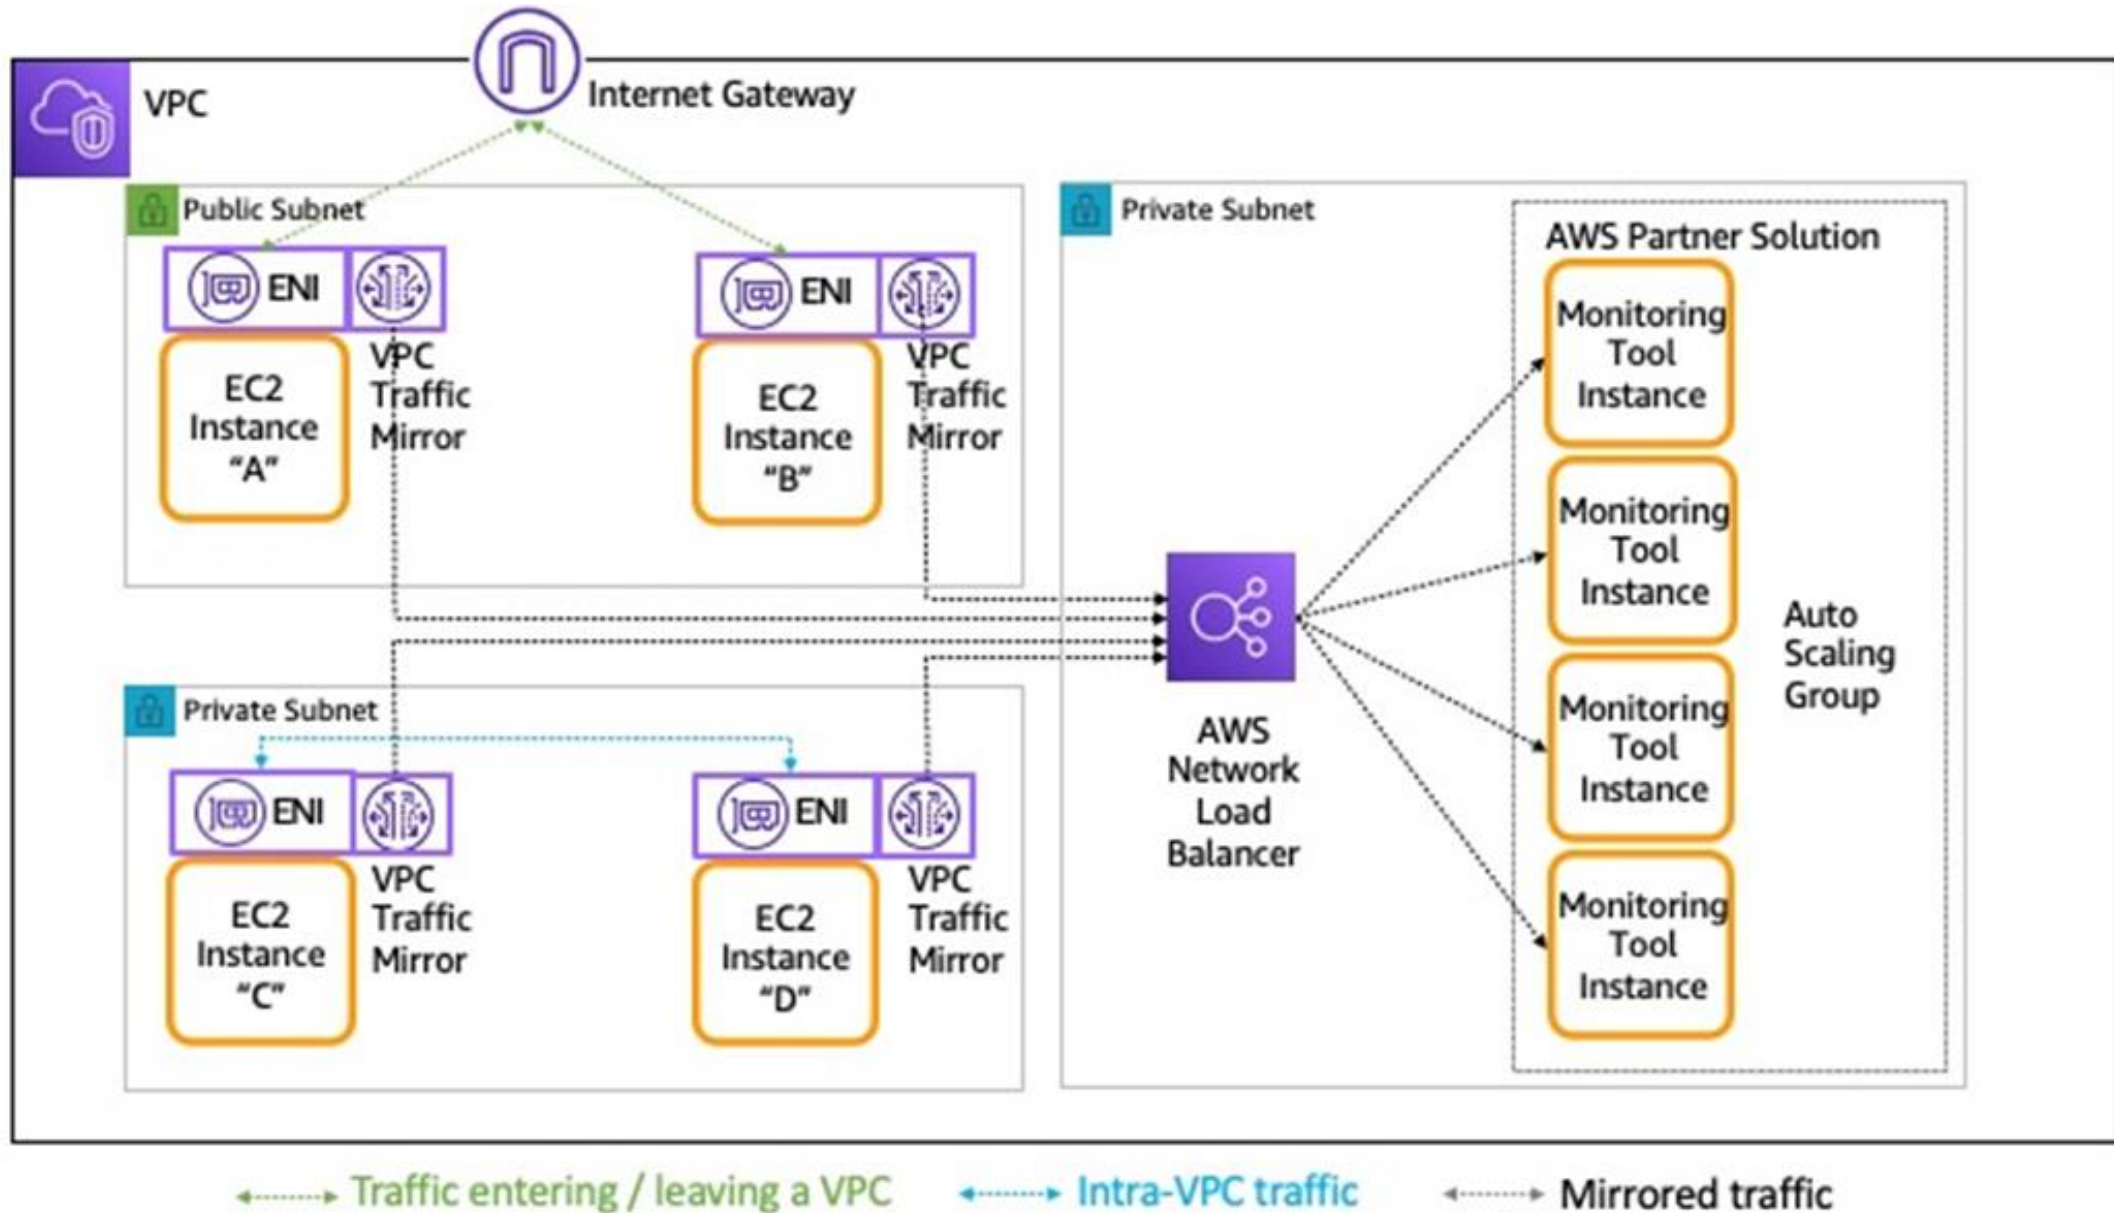 VPC
Internet Gateway
Public Subnet
ENI
EC2
Instance
“A”
VPC
Traffic
Mirror
ENI
EC2
Instance
“B”
VPC
Traffic
Mirror
Private Subnet
ENI
EC2
Instance
“C”
VPC
Traffic
Mirror
ENI
EC2
Instance
“D”
VPC
Traffic
Mirror
Private Subnet
AWS
Network
Load
Balancer
AWS Partner Solution
Monitoring
Tool
Instance
Monitoring
Tool
Instance
Monitoring
Tool
Instance
Monitoring
Tool
Instance
Auto
Scaling
Group
Traffic entering / leaving a VPC
Intra-VPC traffic
Mirrored traffic